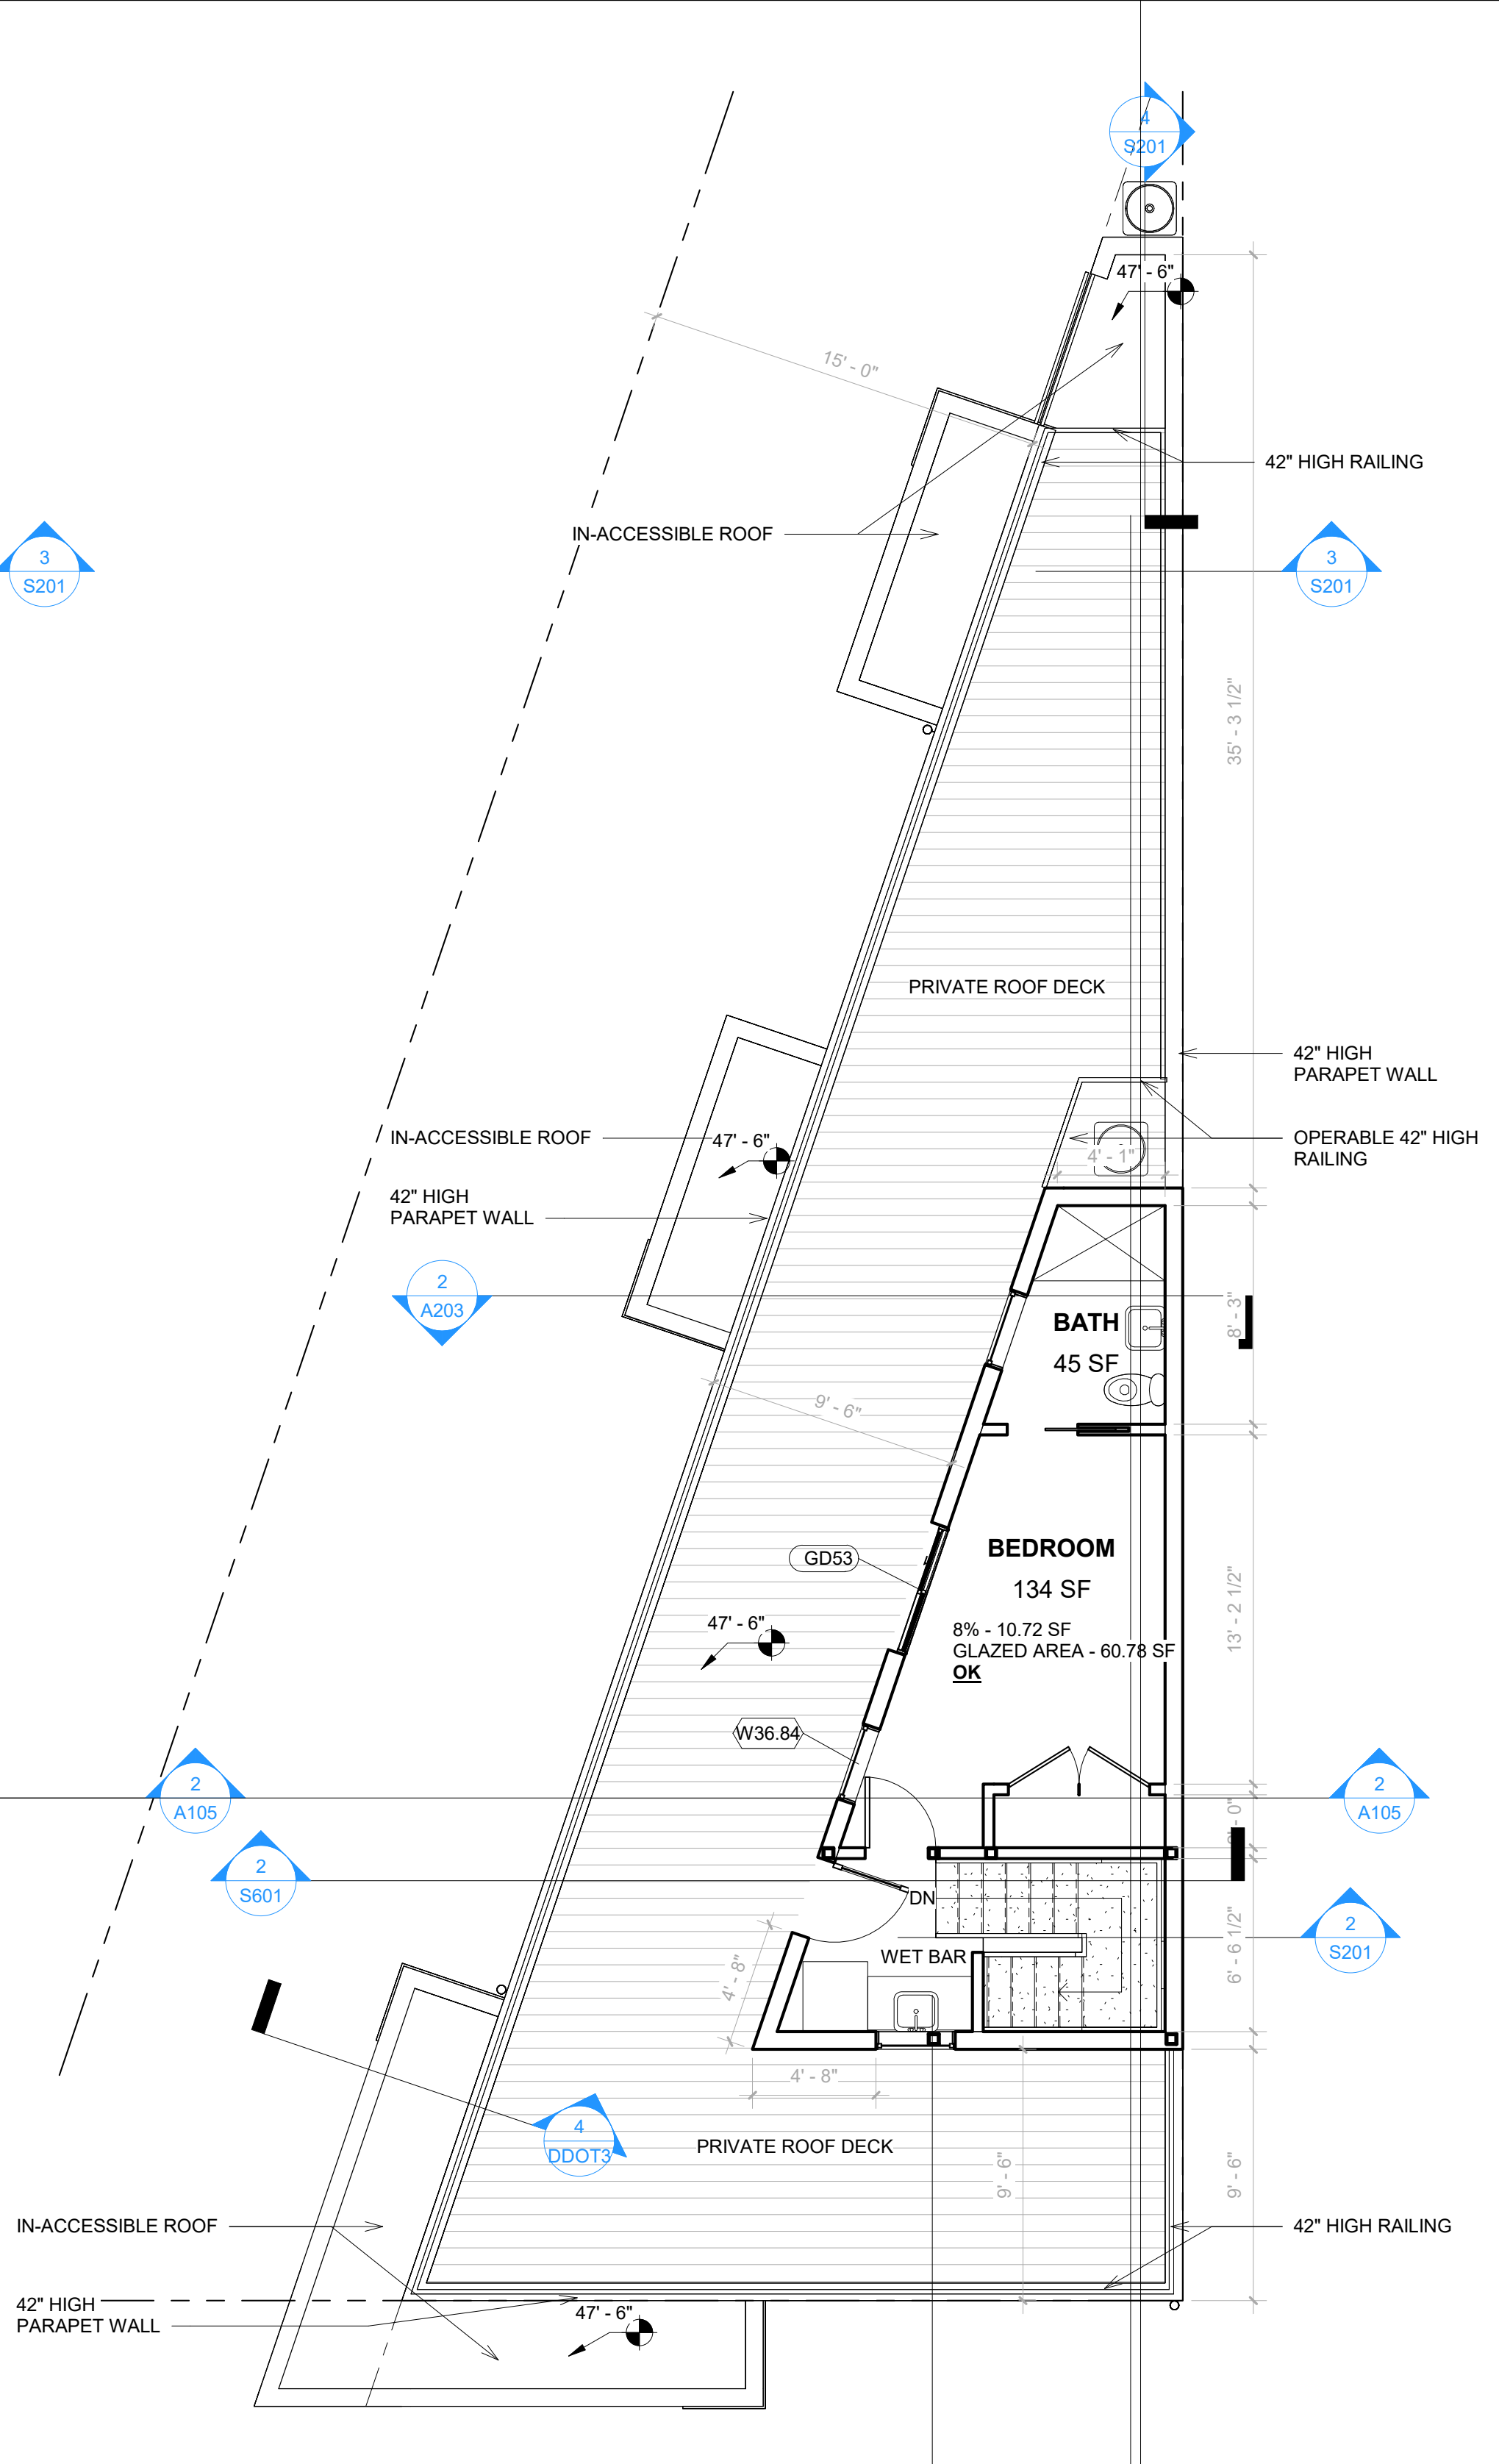 4
S201
47' - 6"
15' - 0"
42" HIGH RAILING
IN-ACCESSIBLE ROOF
3
S201
3
S201
35' - 3 1/2"
PRIVATE ROOF DECK
42" HIGH
PARAPET WALL
IN-ACCESSIBLE ROOF
47' - 6"
OPERABLE 42" HIGH
RAILING
4' - 1"
42" HIGH
PARAPET WALL
2
A203
8' - 3"
BATH
45 SF
9' - 6"
BEDROOM
134 SF
GD53
13' - 2 1/2"
8% - 10.72 SF
GLAZED AREA - 60.78 SF
OK
47' - 6"
W36.84
2
A105
2
A105
2
S601
DN
WET BAR
6' - 6 1/2"
2
S201
4' - 8"
4' - 8"
4
DDOT3
PRIVATE ROOF DECK
9' - 6"
9' - 6"
IN-ACCESSIBLE ROOF
42" HIGH RAILING
42" HIGH
PARAPET WALL
47' - 6"